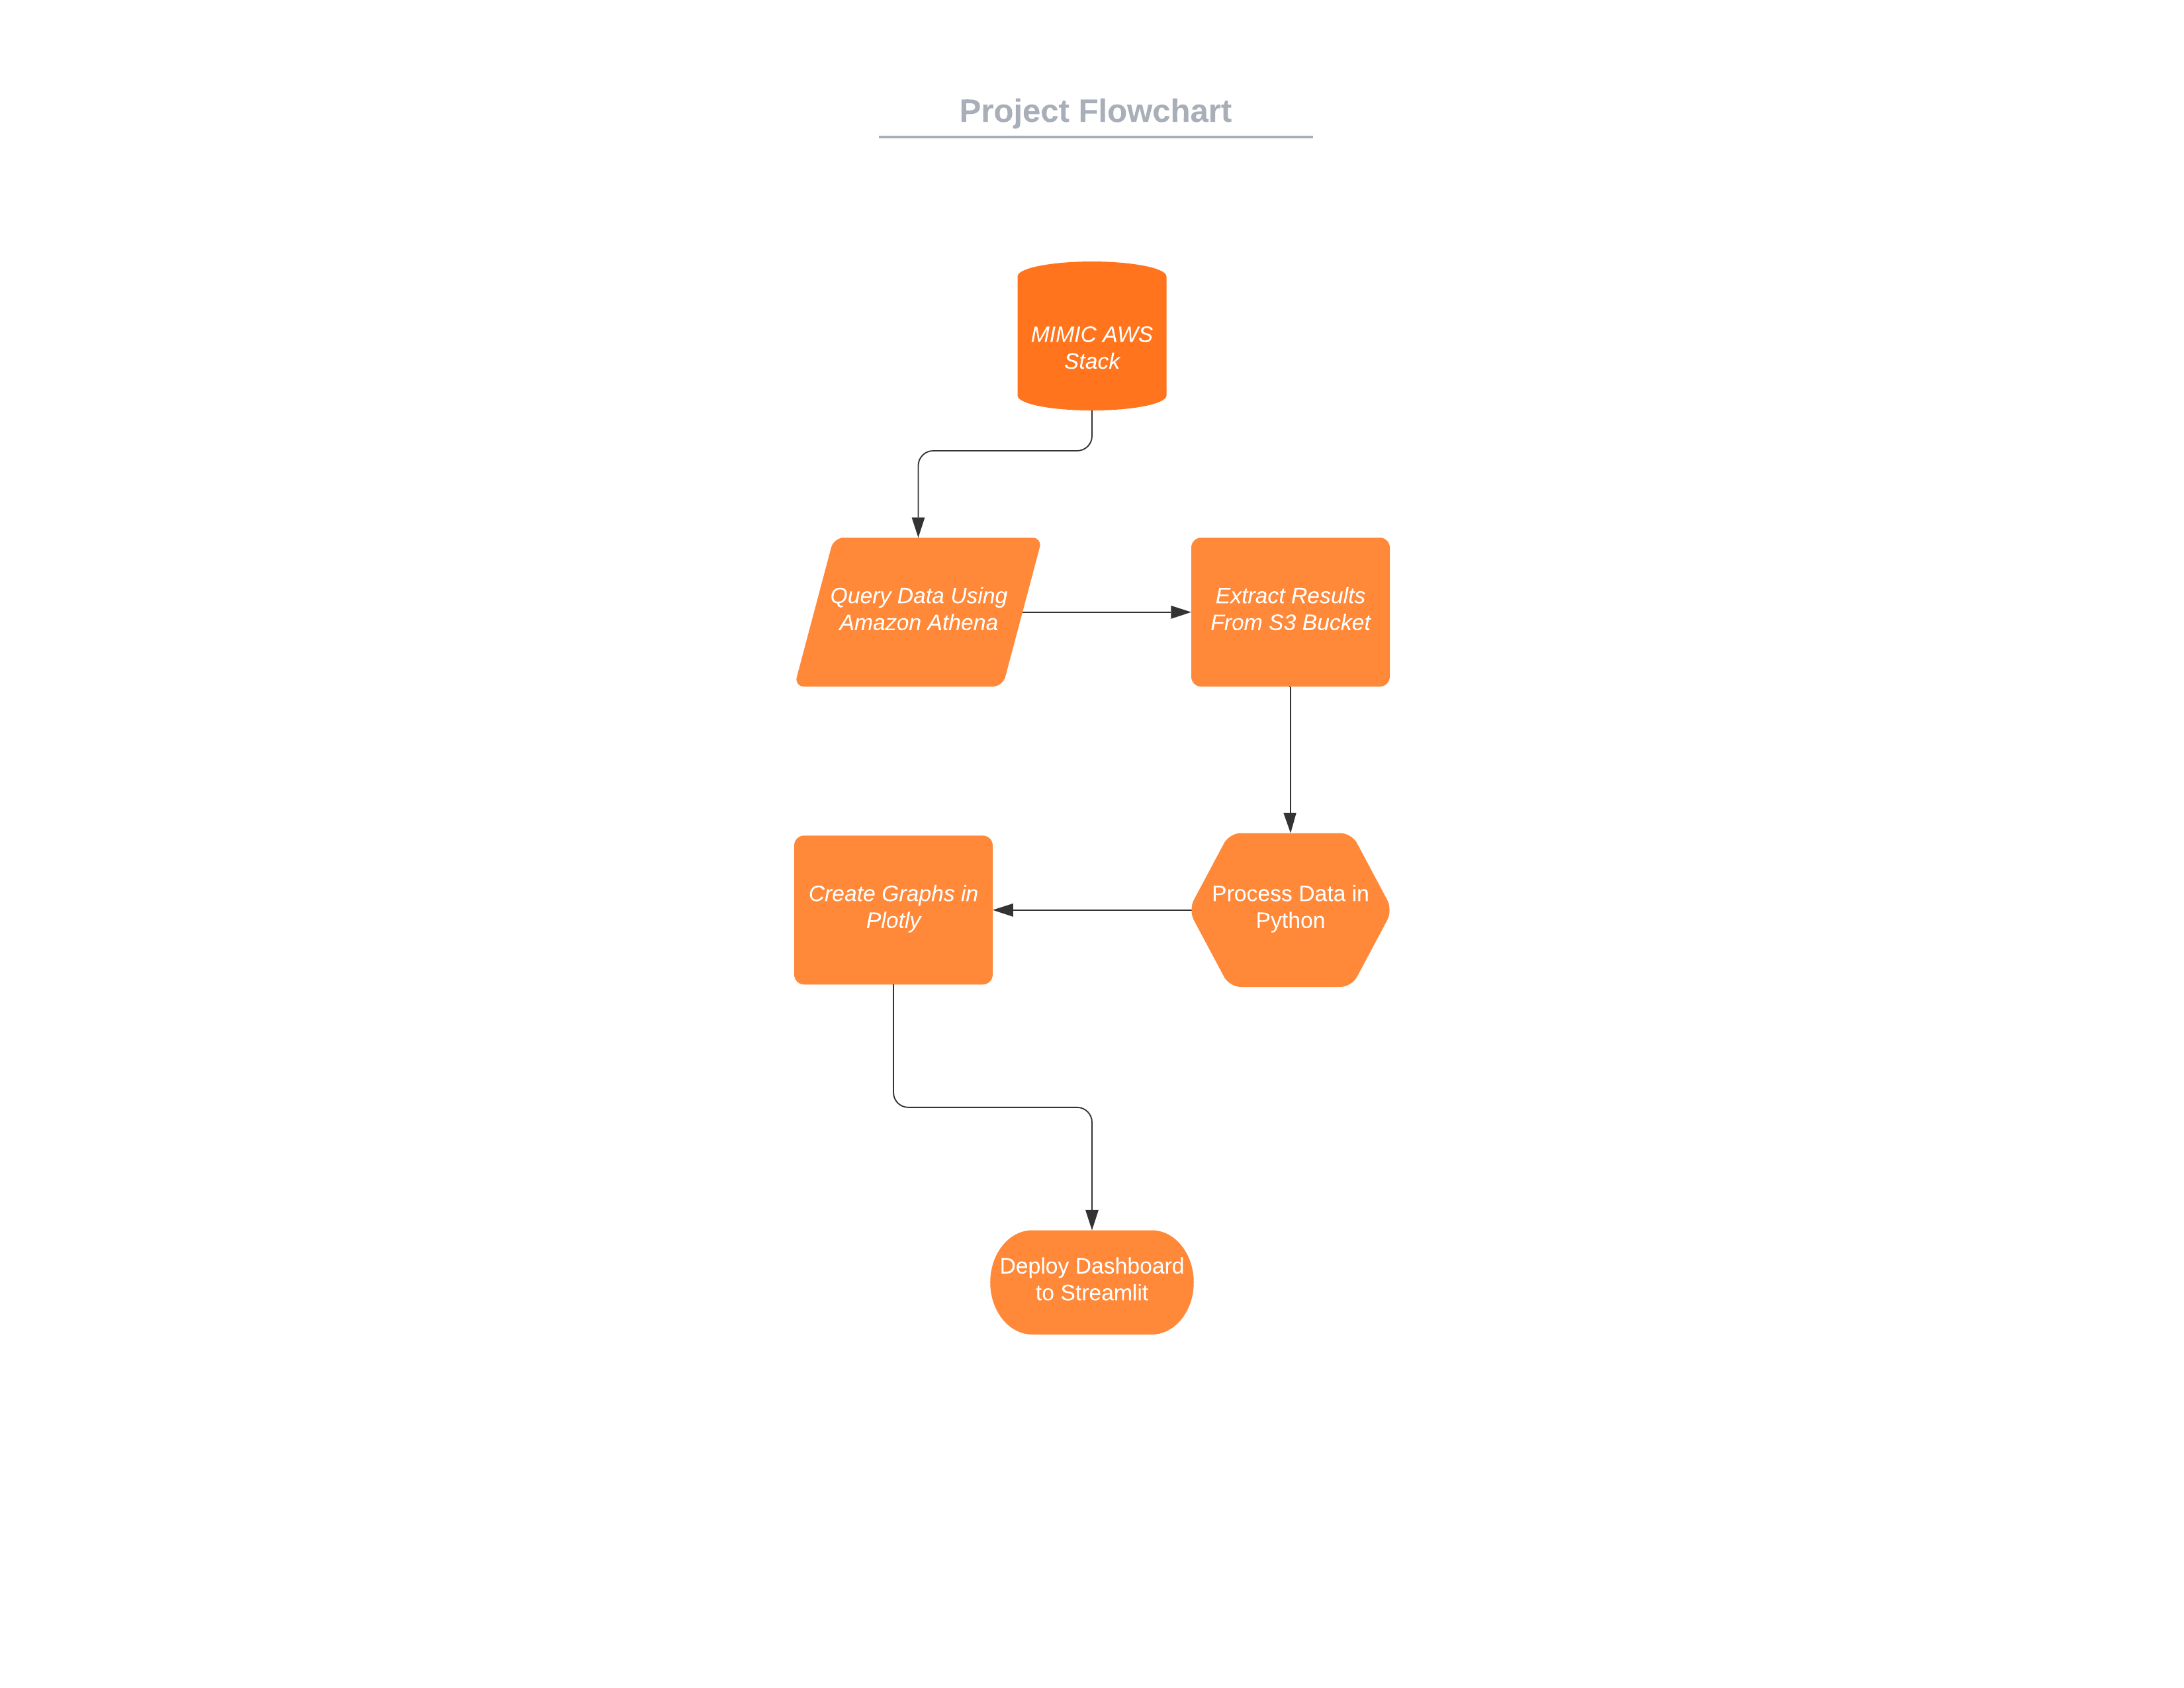 Project Flowchart
MIMIC AWS
Stack
Query Data Using
Amazon Athena
Extract Results
From S3 Bucket
Process Data in
Python
Create Graphs in
Plotly
Deploy Dashboard
to Streamlit